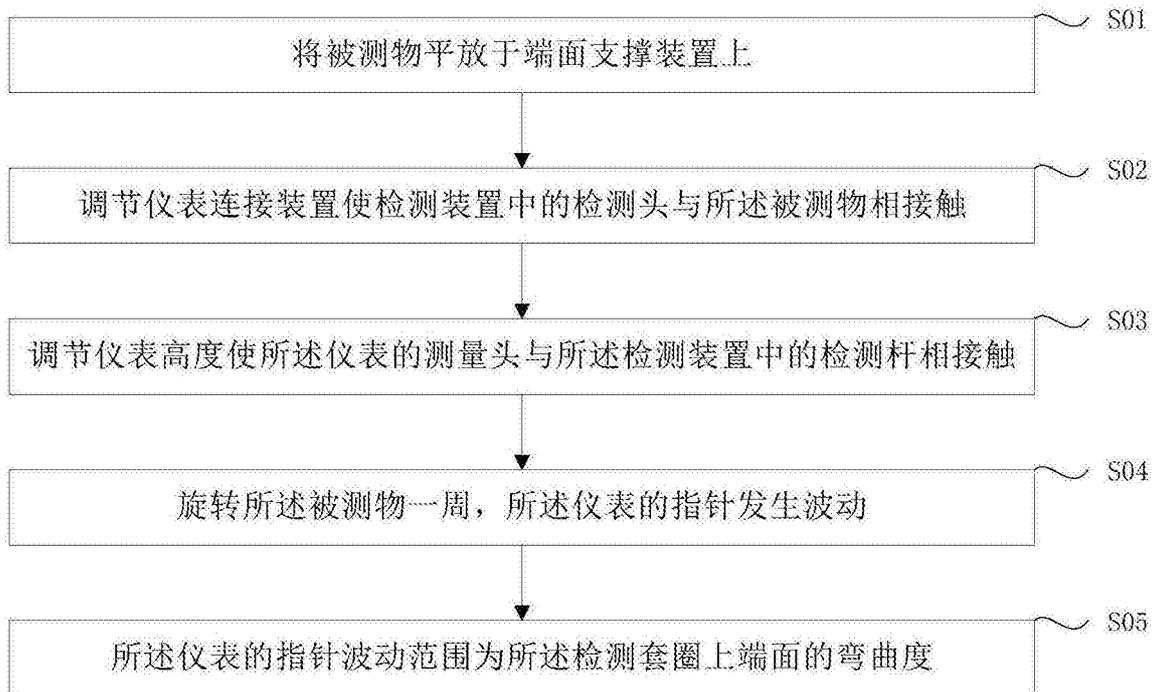 S01
将被测物平放于端面支撑装置上
S02
调节仪表连接装置使检测装置中的检测头与所述被测物相接触
S03
调节仪表高度使所述仪表的测量头与所述检测装置中的检测杆相接触
S04
旋转所述被测物一周，所述仪表的指针发生波动
S05
所述仪表的指针波动范围为所述检测套圈上端面的弯曲度